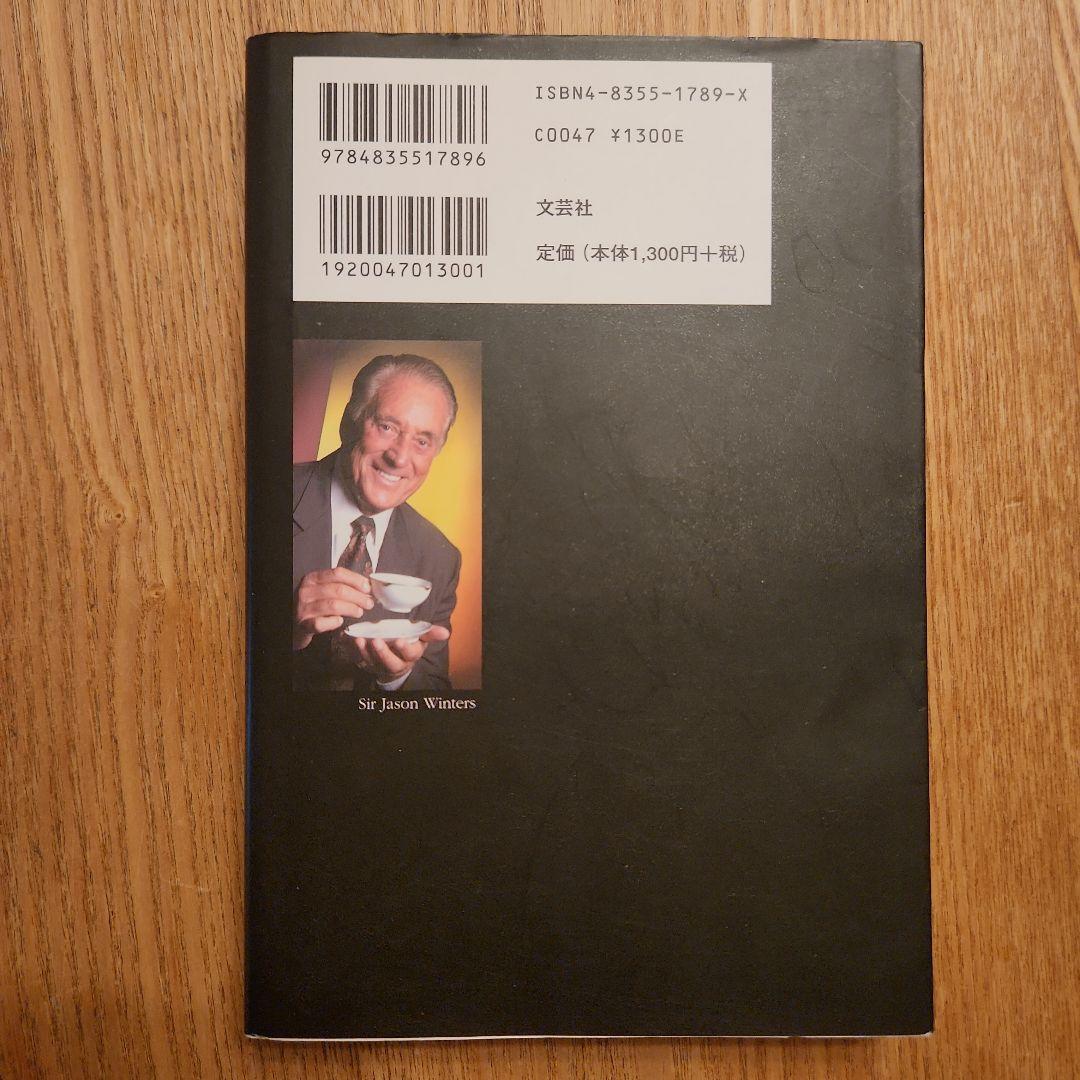 ISBN4-8355-1789-X
C0047 ¥1300E
9784835517896
文芸社
定価（本体1,300円＋税）
1920047013001
Sir Jason Winters